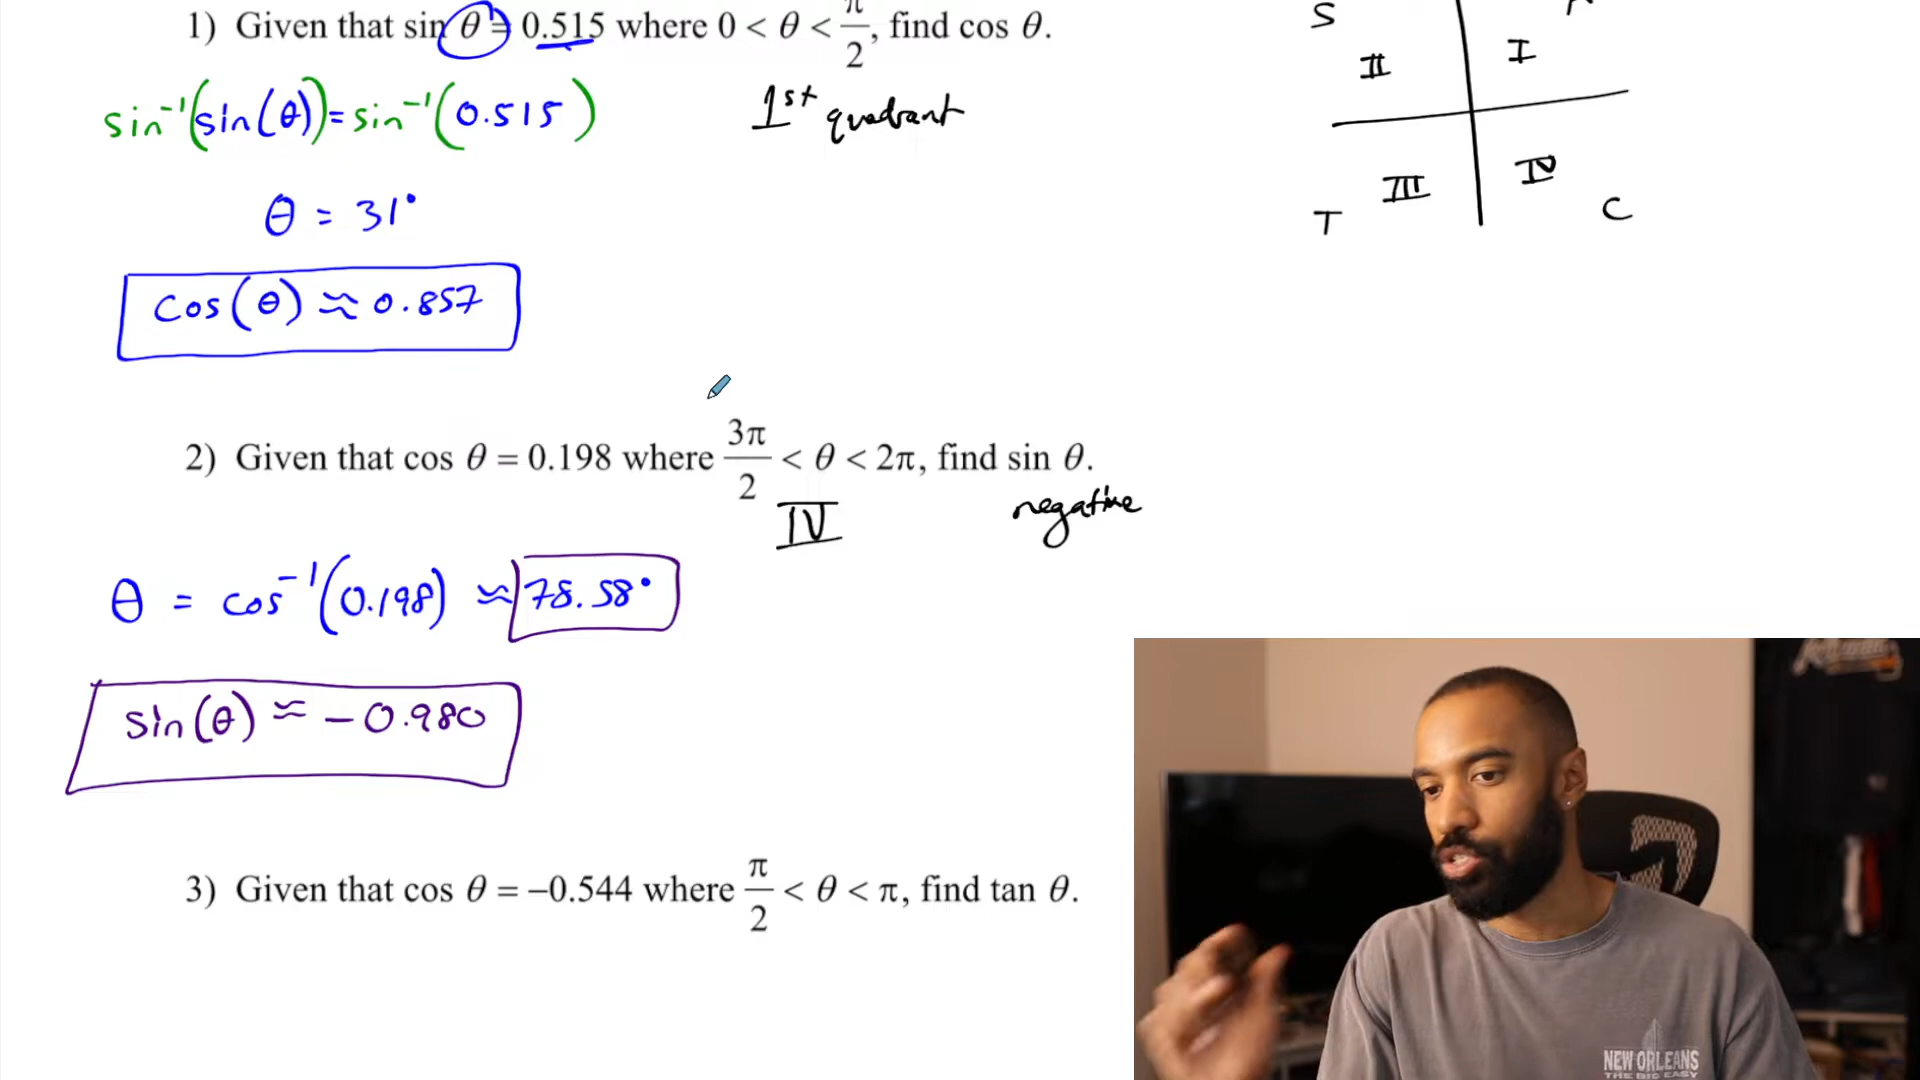 1) Given that sin θ = 0.515 where 0 < θ < π/2, find cos θ.
S
II
I
sin⁻¹(sin(θ)) = sin⁻¹(0.515)
1st quadrant
III
IV
T
C
θ = 31°
cos(θ) ≈ 0.857
2) Given that cos θ = 0.198 where 3π/2 < θ < 2π, find sin θ.
IV
negative
θ = cos⁻¹(0.198) ≈ 78.58°
sin(θ) ≈ -0.980
3) Given that cos θ = −0.544 where π/2 < θ < π, find tan θ.
NEW ORLEANS
THE BIG EASY